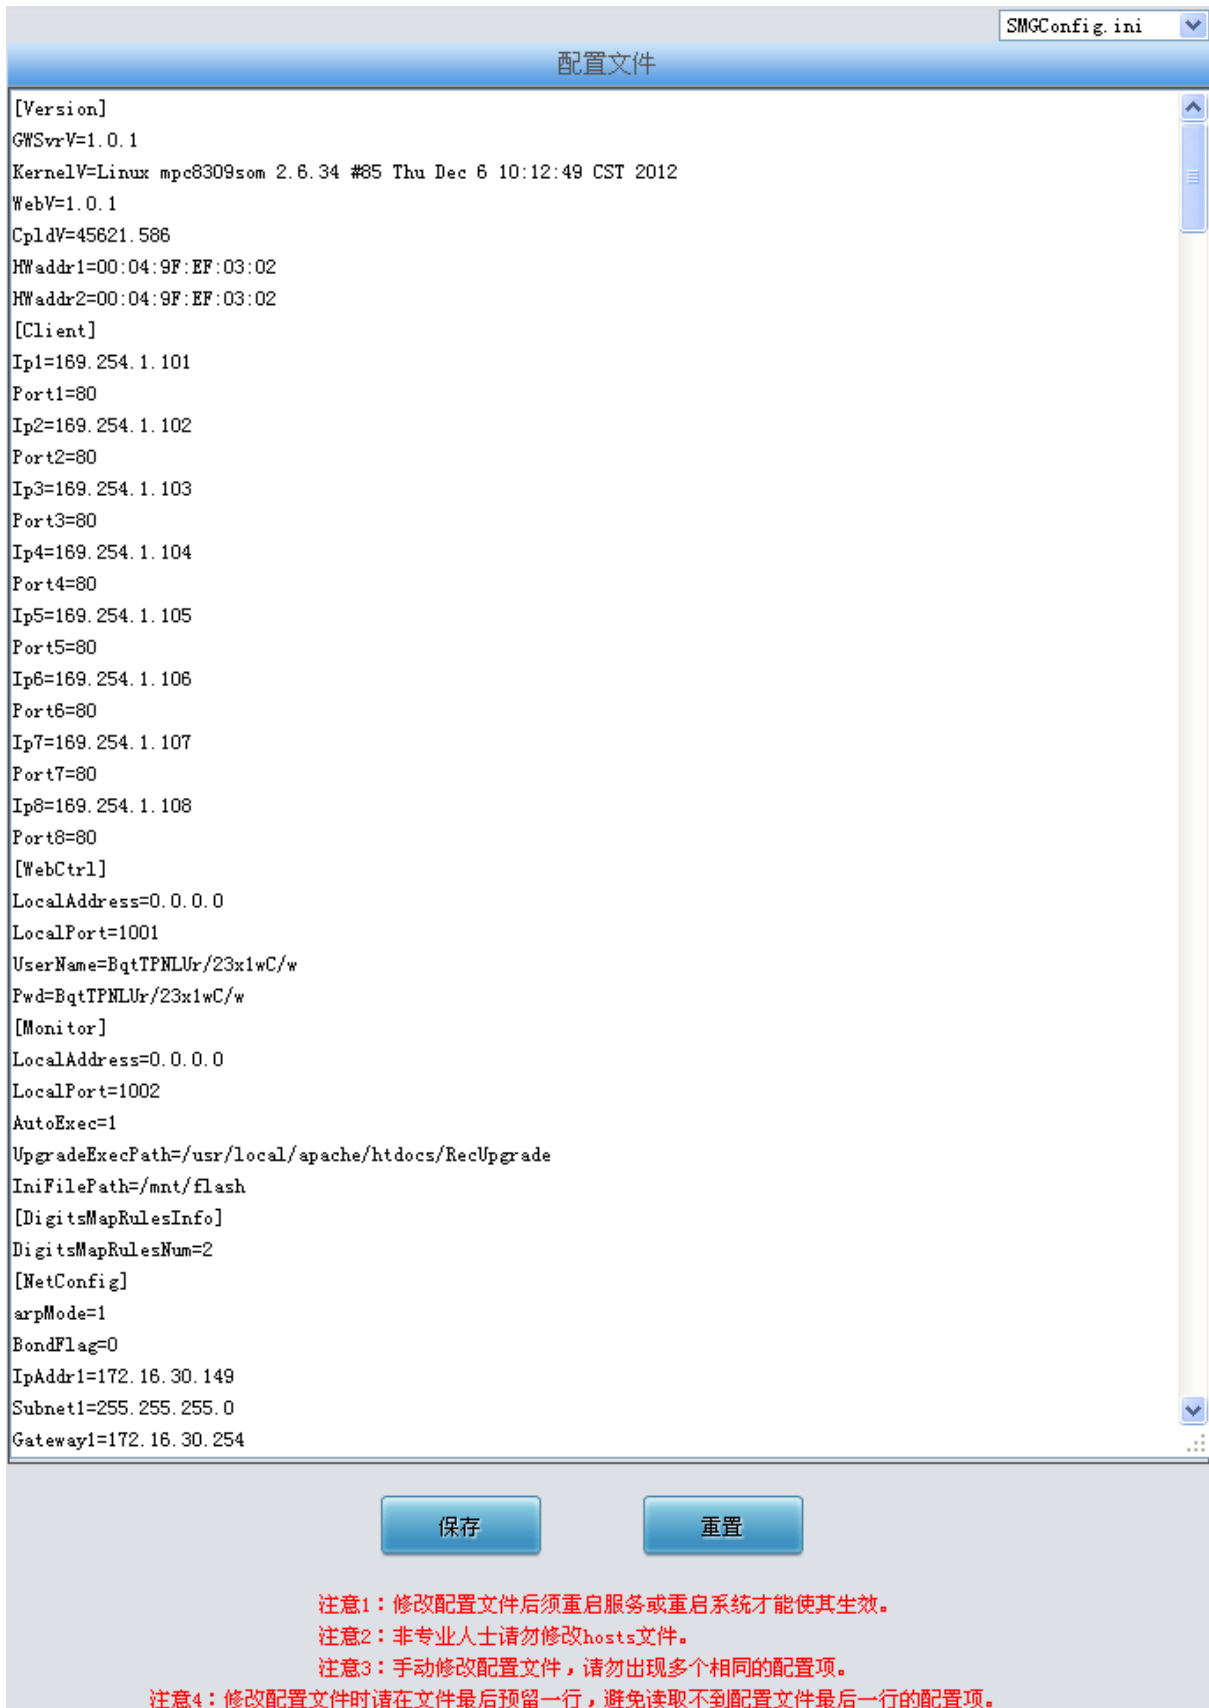 SMGConfig.ini
配置文件
[Version]
GWSvrV=1.0.1
KernelV=Linux mpc8309som 2.6.34 #85 Thu Dec 6 10:12:49 CST 2012
WebV=1.0.1
CpldV=45621.586
HWaddr1=00:04:9F:EF:03:02
HWaddr2=00:04:9F:EF:03:02
[Client]
Ip1=169.254.1.101
Port1=80
Ip2=169.254.1.102
Port2=80
Ip3=169.254.1.103
Port3=80
Ip4=169.254.1.104
Port4=80
Ip5=169.254.1.105
Port5=80
Ip6=169.254.1.106
Port6=80
Ip7=169.254.1.107
Port7=80
Ip8=169.254.1.108
Port8=80
[WebCtrl]
LocalAddress=0.0.0.0
LocalPort=1001
UserName=BqtTPNLUr/23x1wC/w
Pwd=BqtTPNLUr/23x1wC/w
[Monitor]
LocalAddress=0.0.0.0
LocalPort=1002
AutoExec=1
UpgradeExecPath=/usr/local/apache/htdocs/RecUpgrade
IniFilePath=/mnt/flash
[DigitsMapRulesInfo]
DigitsMapRulesNum=2
[NetConfig]
arpMode=1
BondFlag=0
IpAddr1=172.16.30.149
Subnet1=255.255.255.0
Gateway1=172.16.30.254
保存 重置
注意1：修改配置文件后须重启服务或重启系统才能使其生效。
注意2：非专业人士请勿修改hosts文件。
注意3：手动修改配置文件，请勿出现多个相同的配置项。
注意4：修改配置文件时请在文件最后预留一行，避免读取不到配置文件最后一行的配置项。